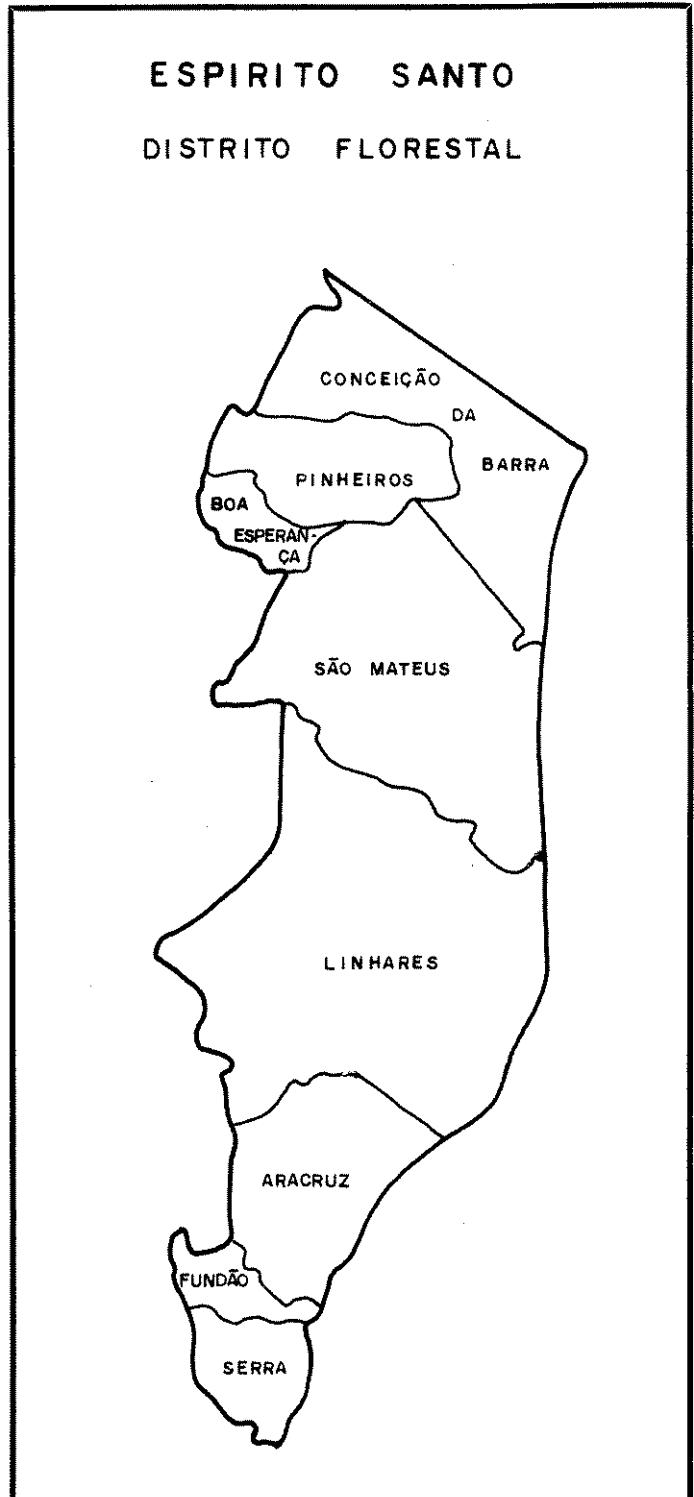 ESPIRITO SANTO
DISTRITO FLORESTAL
CONCEIÇÃO
DA
BARRA
PINHEIROS
BOA
ESPERAN-
ÇA
SÃO MATEUS
LINHARES
ARACRUZ
FUNDÃO
SERRA